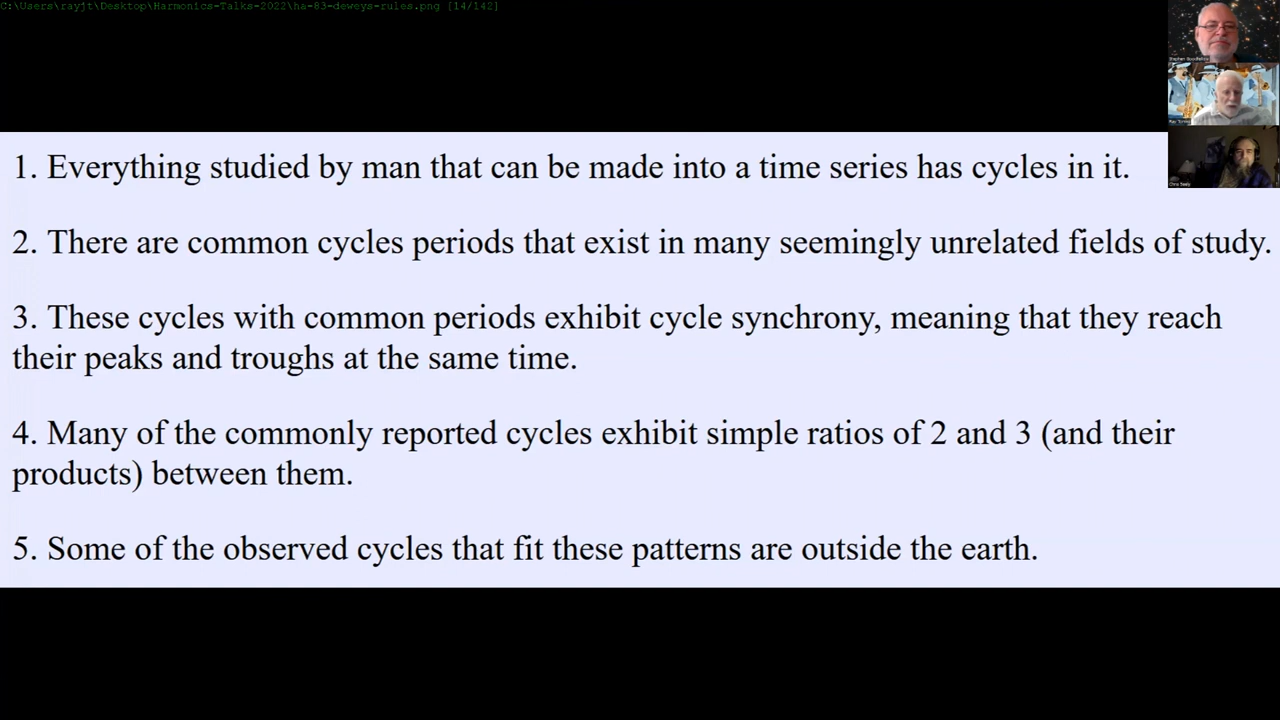 C:\Users\rayjt\Desktop\Harmonics-Talks-2022\ha-83-deweys-rules.png [14/142]
1. Everything studied by man that can be made into a time series has cycles in it.
2. There are common cycles periods that exist in many seemingly unrelated fields of study.
3. These cycles with common periods exhibit cycle synchrony, meaning that they reach
their peaks and troughs at the same time.
4. Many of the commonly reported cycles exhibit simple ratios of 2 and 3 (and their
products) between them.
5. Some of the observed cycles that fit these patterns are outside the earth.